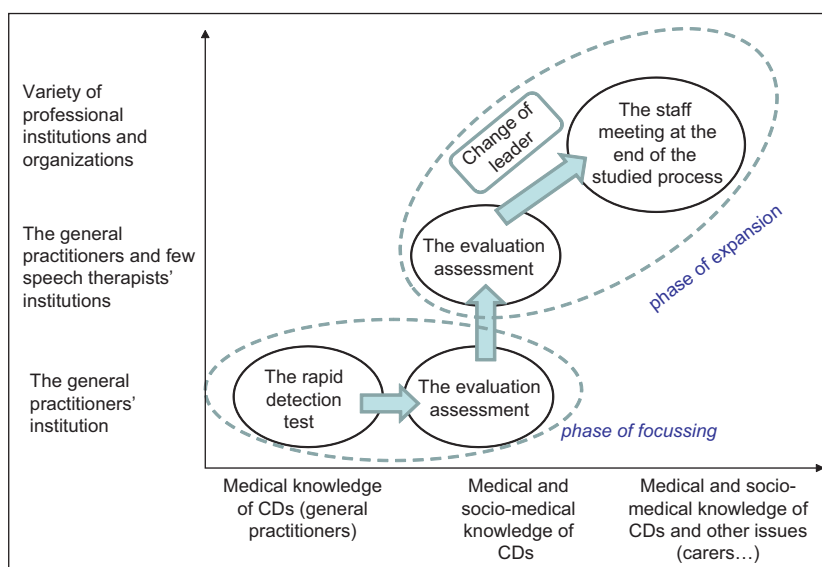 Variety of
professional
institutions and
organizations
Change of
leader
The staff
meeting at the
end of the
studied process
The general
practitioners and few
speech therapists'
institutions
The evaluation
assessment
phase of expansion
The general
practitioners'
institution
The rapid
detection
test
The evaluation
assessment
phase of focussing
Medical knowledge
of CDs (general
practitioners)
Medical and
socio-medical
knowledge of
CDs
Medical and socio-
medical knowledge of
CDs and other issues
(carers…)